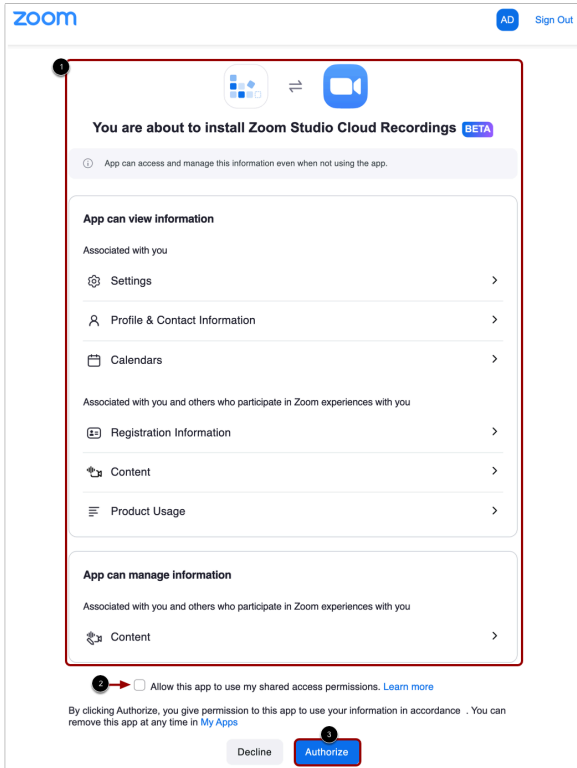 zoom
AD
Sign Out
1
You are about to install Zoom Studio Cloud Recordings BETA
App can access and manage this information even when not using the app.
App can view information
Associated with you
Settings
Profile & Contact Information
Calendars
Associated with you and others who participate in Zoom experiences with you
Registration Information
Content
Product Usage
App can manage information
Associated with you and others who participate in Zoom experiences with you
Content
2
Allow this app to use my shared access permissions. Learn more
By clicking Authorize, you give permission to this app to use your information in accordance . You can
remove this app at any time in My Apps
3
Decline
Authorize